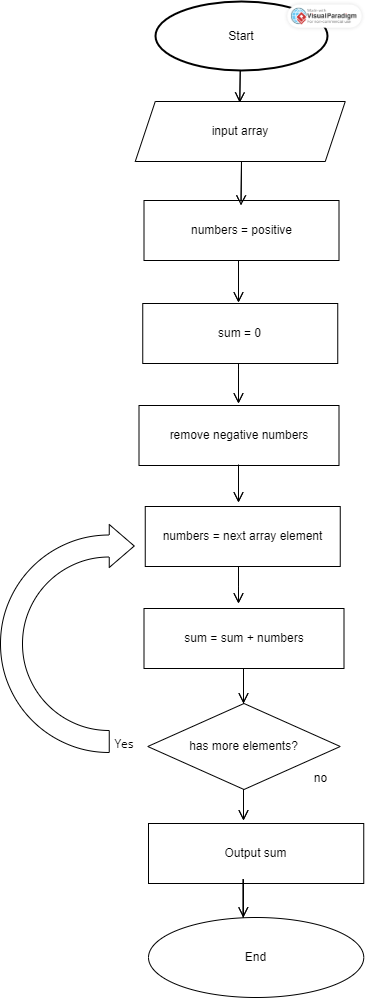 Made with
Visual Paradigm
For non-commercial use
Start
input array
numbers = positive
sum = 0
remove negative numbers
numbers = next array element
sum = sum + numbers
has more elements?
Yes
no
Output sum
End